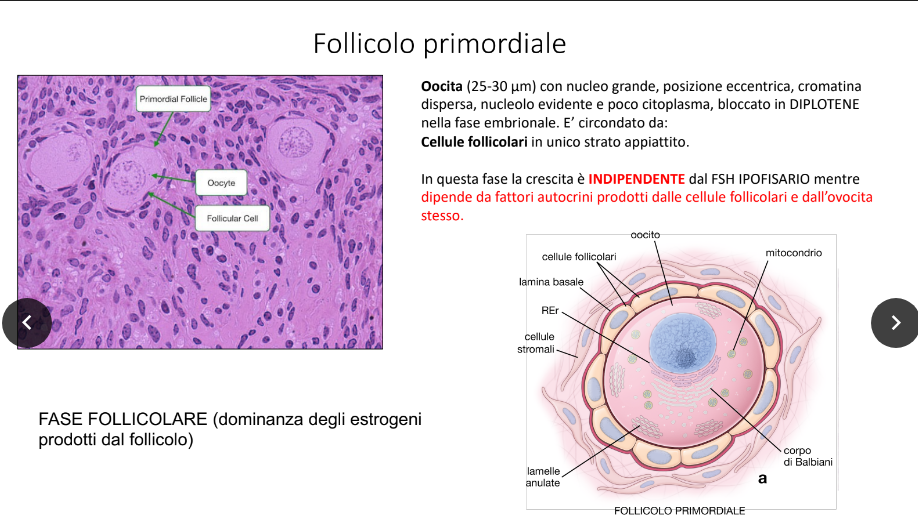 Follicolo primordiale
Primordial Follicle
Oocyte
Follicular Cell
Oocita (25-30 µm) con nucleo grande, posizione eccentrica, cromatina
dispersa, nucleolo evidente e poco citoplasma, bloccato in DIPLOTENE
nella fase embrionale. E' circondato da:
Cellule follicolari in unico strato appiattito.
In questa fase la crescita è INDIPENDENTE dal FSH IPOFISARIO mentre
dipende da fattori autocrini prodotti dalle cellule follicolari e dall'ovocita
stesso.
oocito
cellule follicolari
mitocondrio
lamina basale
REr
cellule
stromali
corpo
di Balbiani
lamelle
anulate
a
FOLLICOLO PRIMORDIALE
FASE FOLLICOLARE (dominanza degli estrogeni
prodotti dal follicolo)